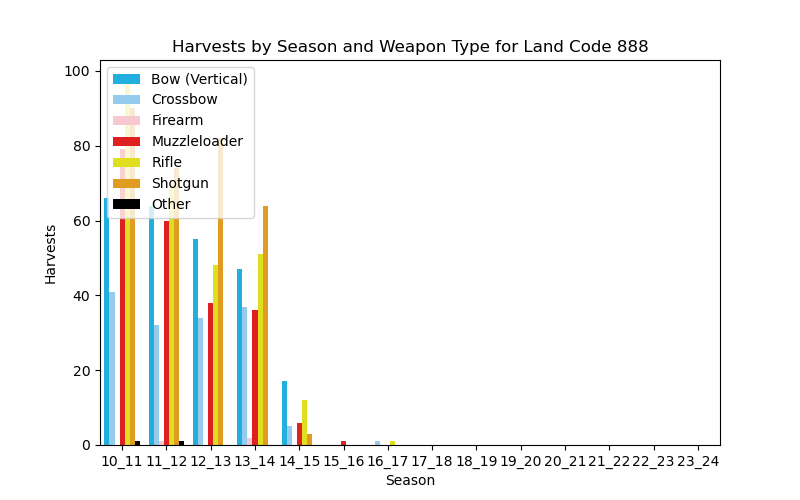 Harvests by Season and Weapon Type for Land Code 888
100
80
60
40
20
0
Harvests
Bow (Vertical)
Crossbow
Firearm
Muzzleloader
Rifle
Shotgun
Other
10_11 11_12 12_13 13_14 14_15 15_16 16_17 17_18 18_19 19_20 20_21 21_22 22_23 23_24
Season